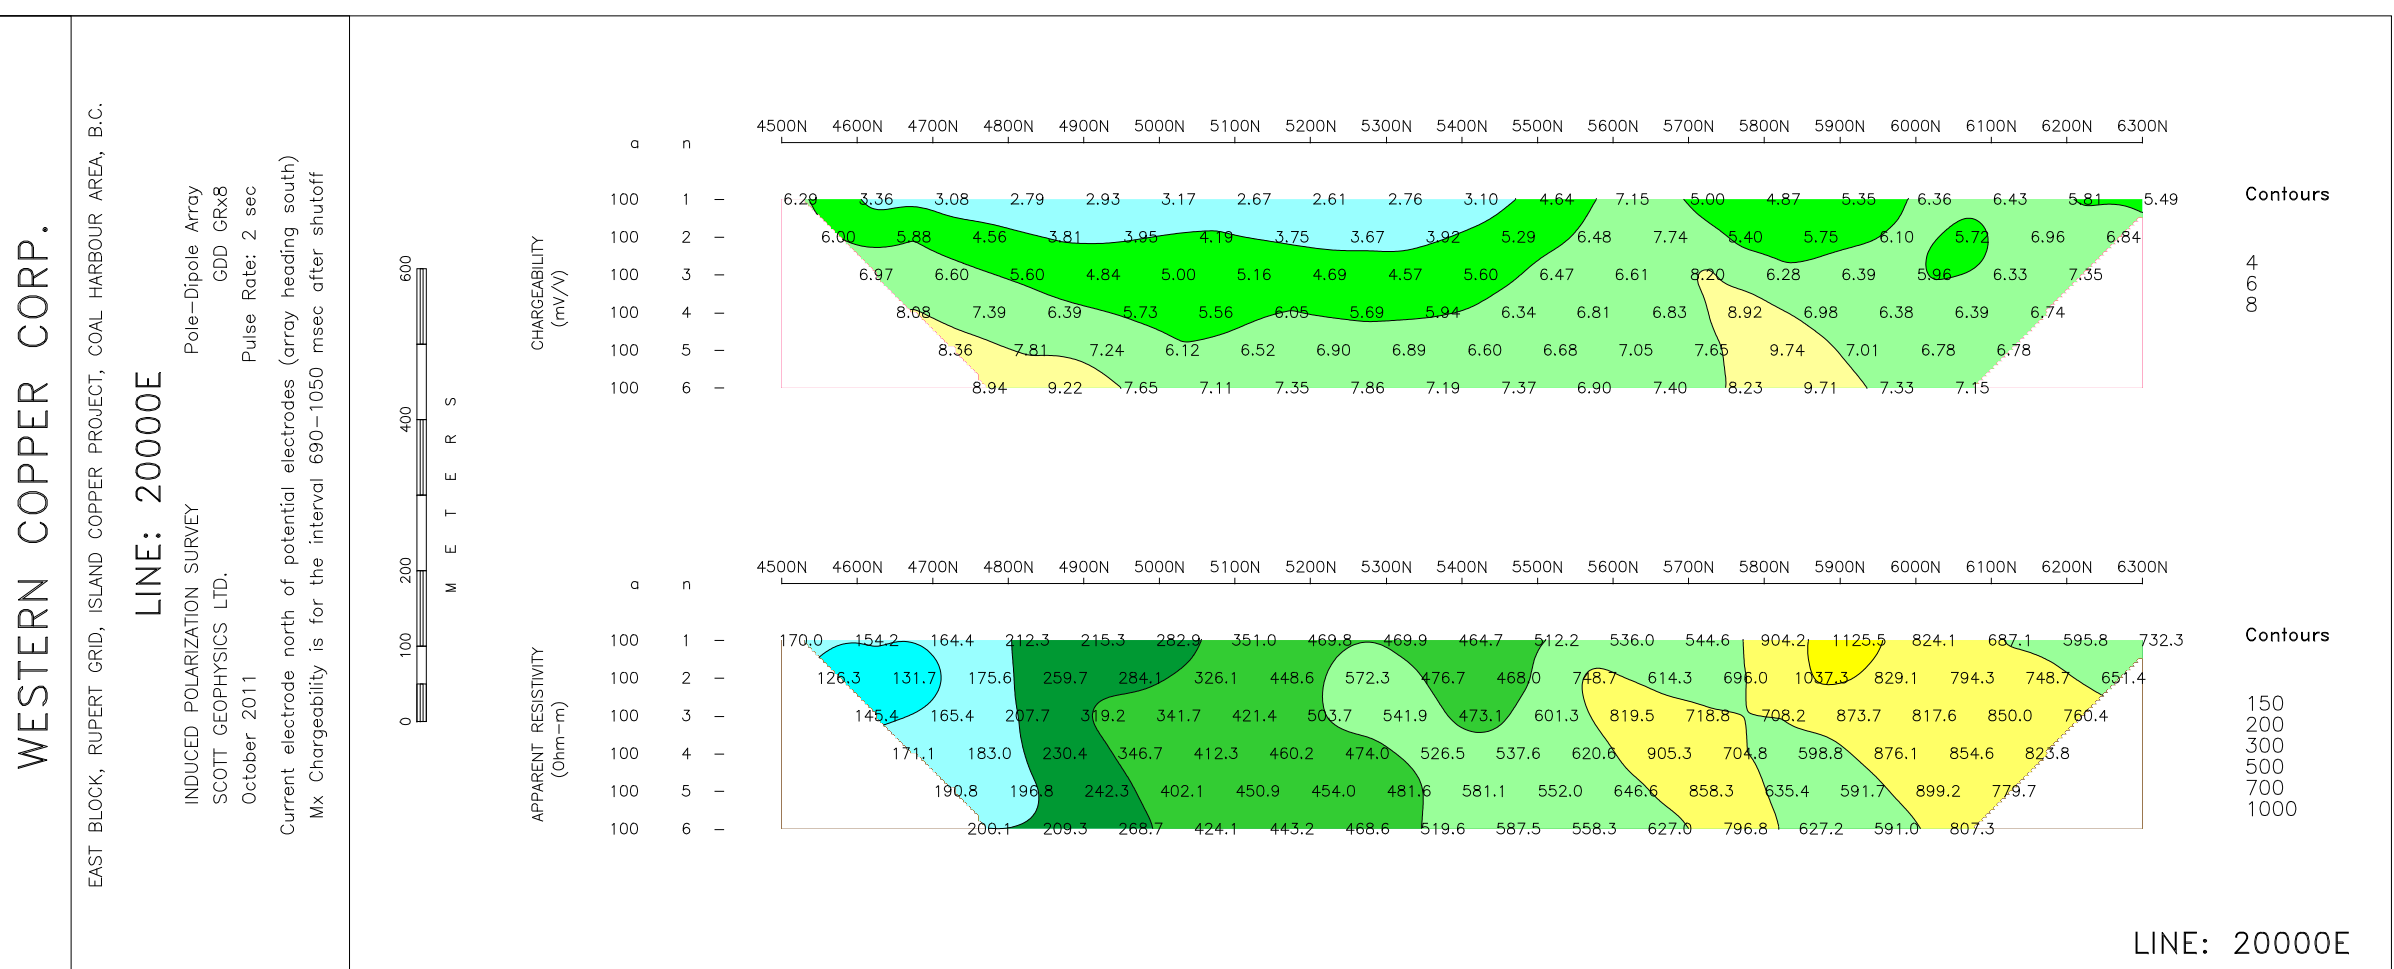 WESTERN COPPER CORP.
EAST BLOCK, RUPERT GRID, ISLAND COPPER PROJECT, COAL HARBOUR AREA, B.C.
LINE: 20000E
INDUCED POLARIZATION SURVEY Pole-Dipole Array
SCOTT GEOPHYSICS LTD. GDD GRx8
October 2011 Pulse Rate: 2 sec
Current electrode north of potential electrodes (array heading south)
Mx Chargeability is for the interval 690-1050 msec after shutoff
0 100 200 400 600
METERS
4500N 4600N 4700N 4800N 4900N 5000N 5100N 5200N 5300N 5400N 5500N 5600N 5700N 5800N 5900N 6000N 6100N 6200N 6300N
a n
CHARGEABILITY
(mV/V)
100 1 – 6.29 3.36 3.08 2.79 2.93 3.17 2.67 2.61 2.76 3.10 4.64 7.15 5.00 4.87 5.35 6.36 6.43 5.81 5.49
100 2 – 6.00 5.88 4.56 3.81 3.95 4.19 3.75 3.67 3.92 5.29 6.48 7.74 5.40 5.75 6.10 5.72 6.96 6.84
100 3 – 6.97 6.60 5.60 4.84 5.00 5.16 4.69 4.57 5.60 6.47 6.61 8.20 6.28 6.39 5.96 6.33 7.35
100 4 – 8.08 7.39 6.39 5.73 5.56 6.05 5.69 5.94 6.34 6.81 6.83 8.92 6.98 6.38 6.39 6.74
100 5 – 8.36 7.81 7.24 6.12 6.52 6.90 6.89 6.60 6.68 7.05 7.65 9.74 7.01 6.78 6.78
100 6 – 8.94 9.22 7.65 7.11 7.35 7.86 7.19 7.37 6.90 7.40 8.23 9.71 7.33 7.15
Contours
4
6
8
4500N 4600N 4700N 4800N 4900N 5000N 5100N 5200N 5300N 5400N 5500N 5600N 5700N 5800N 5900N 6000N 6100N 6200N 6300N
a n
APPARENT RESISTIVITY
(Ohm-m)
100 1 – 170.0 154.2 164.4 212.3 215.3 282.9 351.0 469.8 469.9 464.7 512.2 536.0 544.6 904.2 1125.5 824.1 687.1 595.8 732.3
100 2 – 126.3 131.7 175.6 259.7 284.1 326.1 448.6 572.3 476.7 468.0 748.7 614.3 696.0 1037.3 829.1 794.3 748.7 651.4
100 3 – 145.4 165.4 207.7 319.2 341.7 421.4 503.7 541.9 473.1 601.3 819.5 718.8 708.2 873.7 817.6 850.0 760.4
100 4 – 171.1 183.0 230.4 346.7 412.3 460.2 474.0 526.5 537.6 620.6 905.3 704.8 598.8 876.1 854.6 823.8
100 5 – 190.8 196.8 242.3 402.1 450.9 454.0 481.6 581.1 552.0 646.6 858.3 635.4 591.7 899.2 779.7
100 6 – 200.1 209.3 268.7 424.1 443.2 468.6 519.6 587.5 558.3 627.0 796.8 627.2 591.0 807.3
Contours
150
200
300
500
700
1000
LINE: 20000E